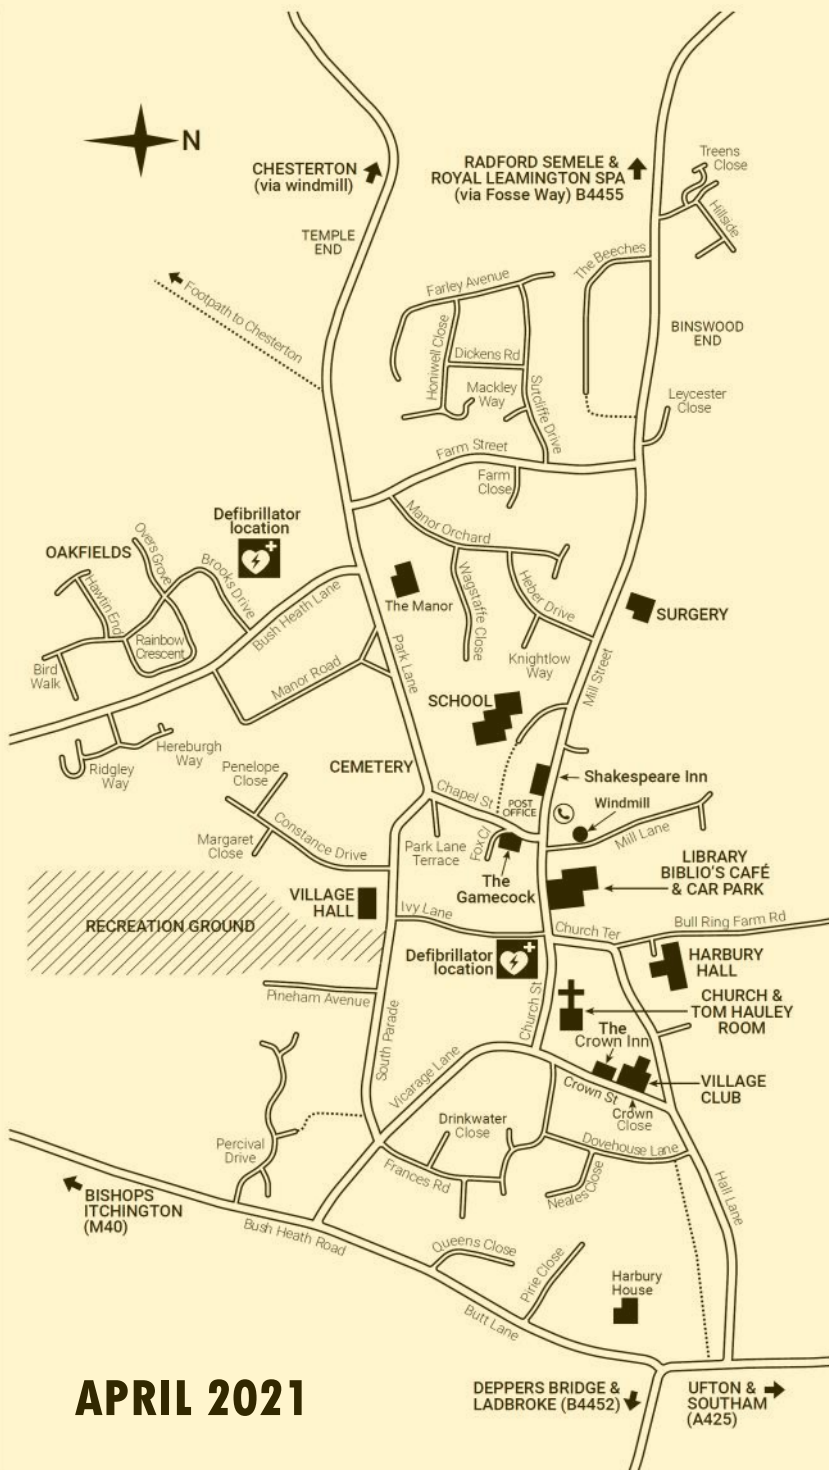 N
CHESTERTON
(via windmill)
RADFORD SEMELE &
ROYAL LEAMINGTON SPA
(via Fosse Way) B4455
Treens
Close
Hillside
TEMPLE
END
The Beeches
Footpath to Chesterton
Farley Avenue
BINSWOOD
END
Honiwell Close
Dickens Rd
Mackley
Way
Sutcliffe Drive
Leycester
Close
Farm Street
Farm
Close
Defibrillator
location
Manor Orchard
OAKFIELDS
Overs Grove
Brooks Drive
Hawtin End
Bush Heath Lane
The Manor
Wagstaffe Close
Heber Drive
SURGERY
Rainbow
Crescent
Bird
Walk
Manor Road
Park Lane
Knightlow
Way
Mill Street
SCHOOL
Hereburgh
Way
Ridgley
Way
Penelope
Close
CEMETERY
Shakespeare Inn
Chapel St
POST
OFFICE
Windmill
Margaret
Close
Constance Drive
Park Lane
Terrace
Fox Cl
Mill Lane
The
Gamecock
LIBRARY
BIBLIO'S CAFÉ
& CAR PARK
VILLAGE
HALL
Ivy Lane
RECREATION GROUND
Church Ter
Bull Ring Farm Rd
Defibrillator
location
HARBURY
HALL
Pineham Avenue
Church St
CHURCH &
TOM HAULEY
ROOM
South Parade
The
Crown Inn
Vicarage Lane
VILLAGE
CLUB
Crown St
Crown
Close
Drinkwater
Close
Percival
Drive
Dovehouse Lane
Frances Rd
Neales Close
Hall Lane
BISHOPS
ITCHINGTON
(M40)
Bush Heath Road
Queens Close
Pirie Close
Harbury
House
Butt Lane
APRIL 2021
DEPPERS BRIDGE &
LADBROKE (B4452)
UFTON &
SOUTHAM
(A425)